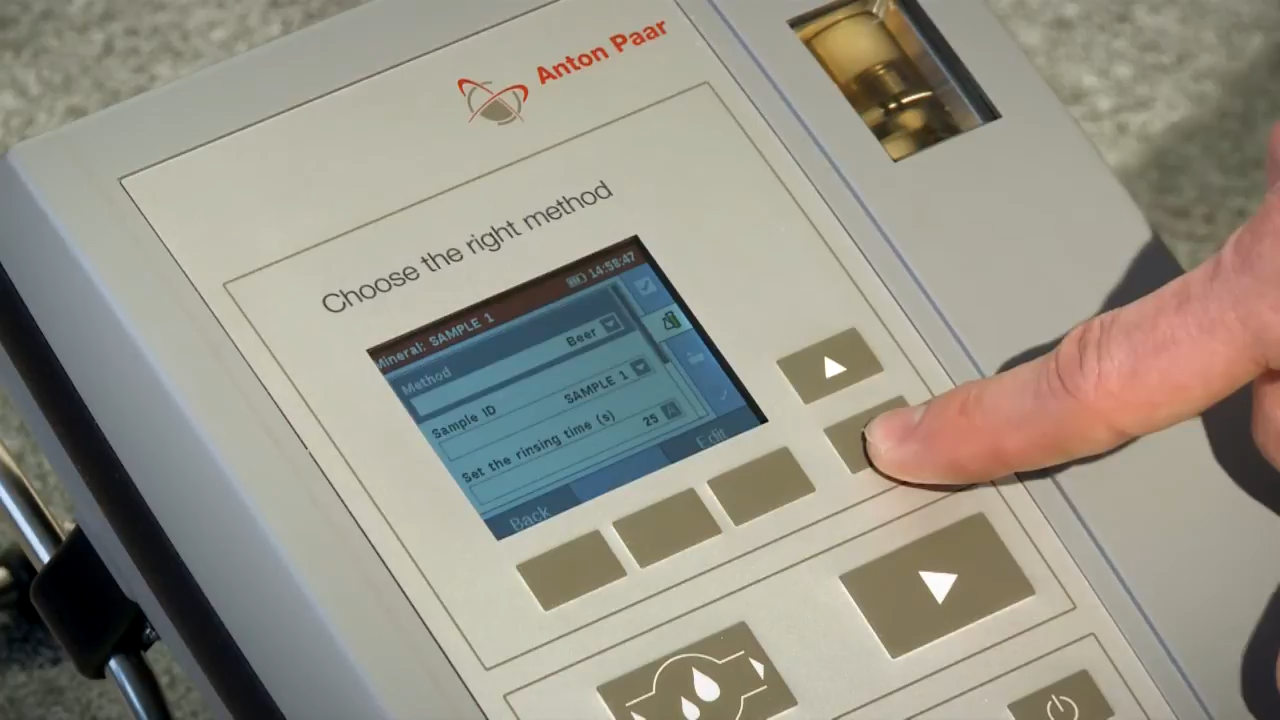 Anton Paar
Choose the right method
Mineral: SAMPLE 1 14:58:47
Method
Beer
Sample ID SAMPLE 1
Set the rinsing time (s)
25 A
Back Edit